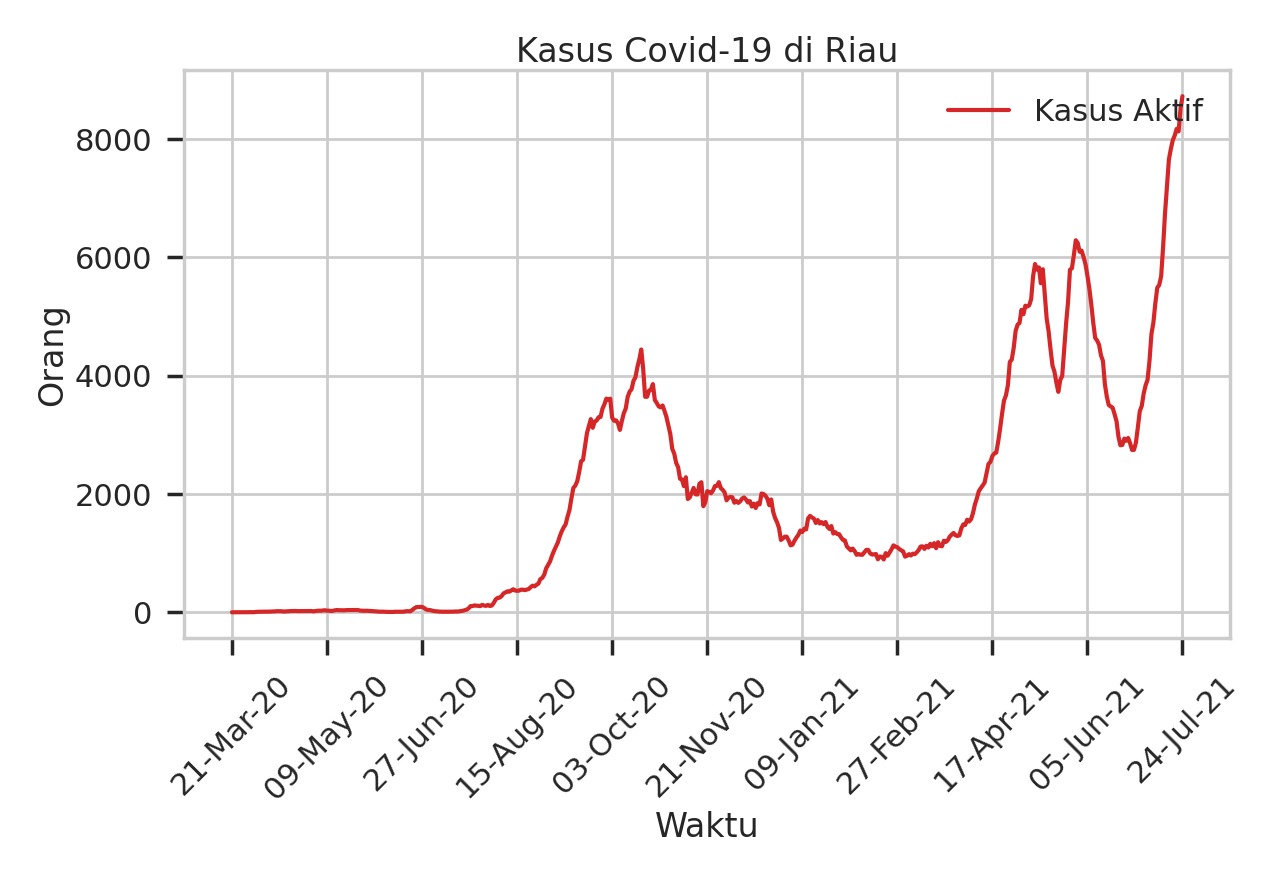 Kasus Covid-19 di Riau
Kasus Aktif
8000
6000
4000
2000
0
Orang
21-Mar-20
09-May-20
27-Jun-20
15-Aug-20
03-Oct-20
21-Nov-20
09-Jan-21
27-Feb-21
17-Apr-21
05-Jun-21
24-Jul-21
Waktu